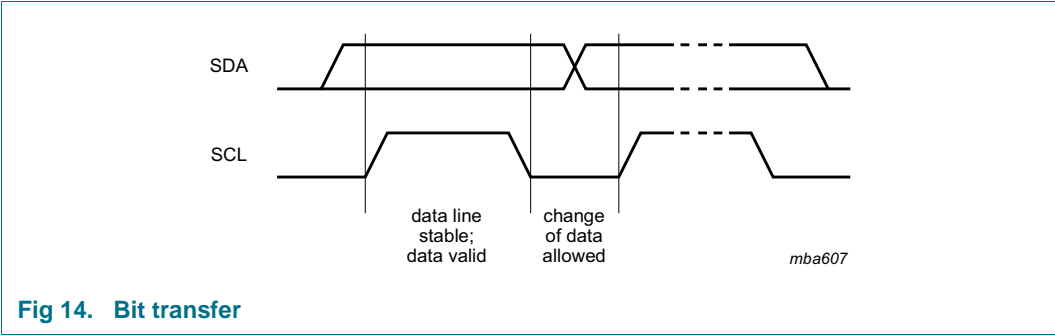 SDA
SCL
data line
stable;
data valid
change
of data
allowed
mba607
Fig 14. Bit transfer